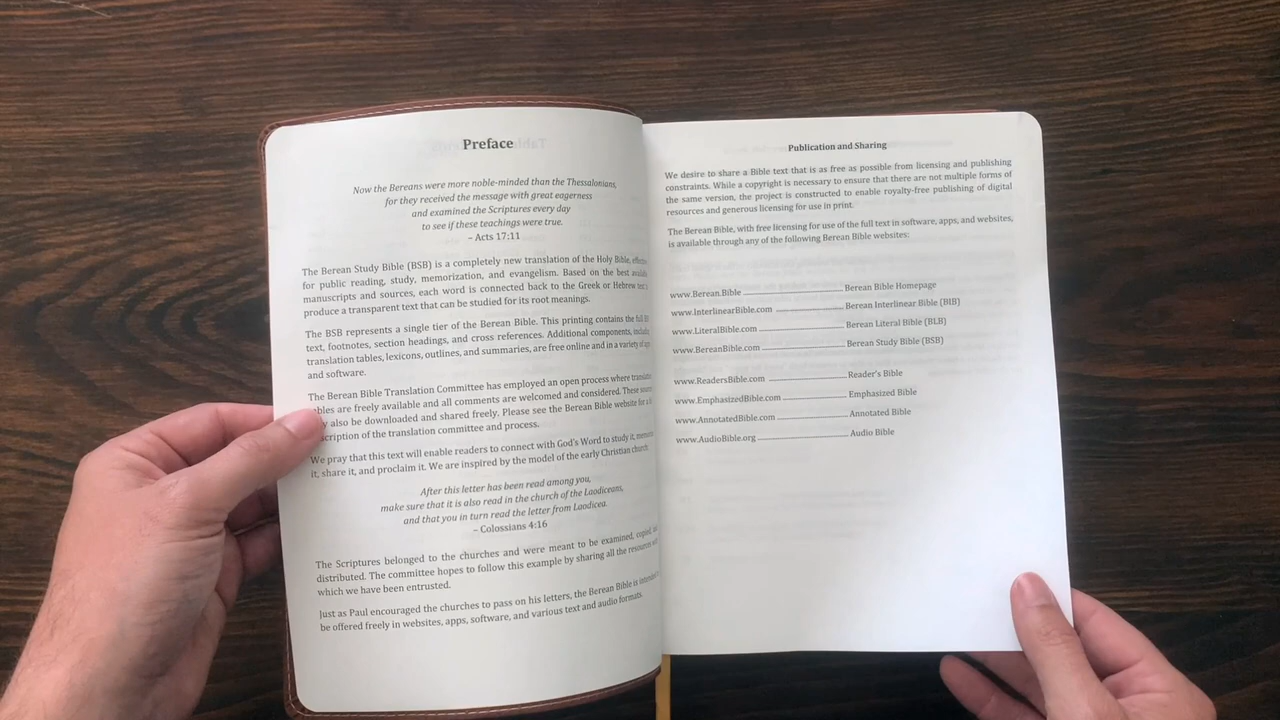 Preface
Now the Bereans were more noble-minded than the Thessalonians,
for they received the message with great eagerness
and examined the Scriptures every day
to see if these teachings were true.
– Acts 17:11
The Berean Study Bible (BSB) is a completely new translation of the Holy Bible,
for public reading, study, memorization, and evangelism. Based on the best
manuscripts and sources, each word is connected back to the Greek or Hebrew
produce a transparent text that can be studied for its root meanings.
The BSB represents a single tier of the Berean Bible. This printing contains the full
text, footnotes, section headings, and cross references. Additional components,
translation tables, lexicons, outlines, and summaries, are free online and in a variety of
and software.
The Berean Bible Translation Committee has employed an open process where
are freely available and all comments are welcomed and considered. These
also be downloaded and shared freely. Please see the Berean Bible website for a
of the translation committee and process.
We pray that this text will enable readers to connect with God's Word to study it,
it, share it, and proclaim it. We are inspired by the model of the early Christian church.
After this letter has been read among you,
make sure that it is also read in the church of the Laodiceans,
and that you in turn read the letter from Laodicea.
– Colossians 4:16
The Scriptures belonged to the churches and were meant to be examined, copied,
distributed. The committee hopes to follow this example by sharing all the resources
which we have been entrusted.
Just as Paul encouraged the churches to pass on his letters, the Berean Bible is
be offered freely in websites, apps, software, and various text and audio formats.
Publication and Sharing
We desire to share a Bible text that is as free as possible from licensing and publishing
constraints. While a copyright is necessary to ensure that there are not multiple forms of
the same version, the project is constructed to enable royalty-free publishing of digital
resources and generous licensing for use in print.
The Berean Bible, with free licensing for use of the full text in software, apps, and websites,
is available through any of the following Berean Bible websites:
www.Berean.Bible Berean Bible Homepage
www.InterlinearBible.com Berean Interlinear Bible (BIB)
www.LiteralBible.com Berean Literal Bible (BLB)
www.BereanBible.com Berean Study Bible (BSB)
www.ReadersBible.com Reader's Bible
www.EmphasizedBible.com Emphasized Bible
www.AnnotatedBible.com Annotated Bible
www.AudioBible.org Audio Bible